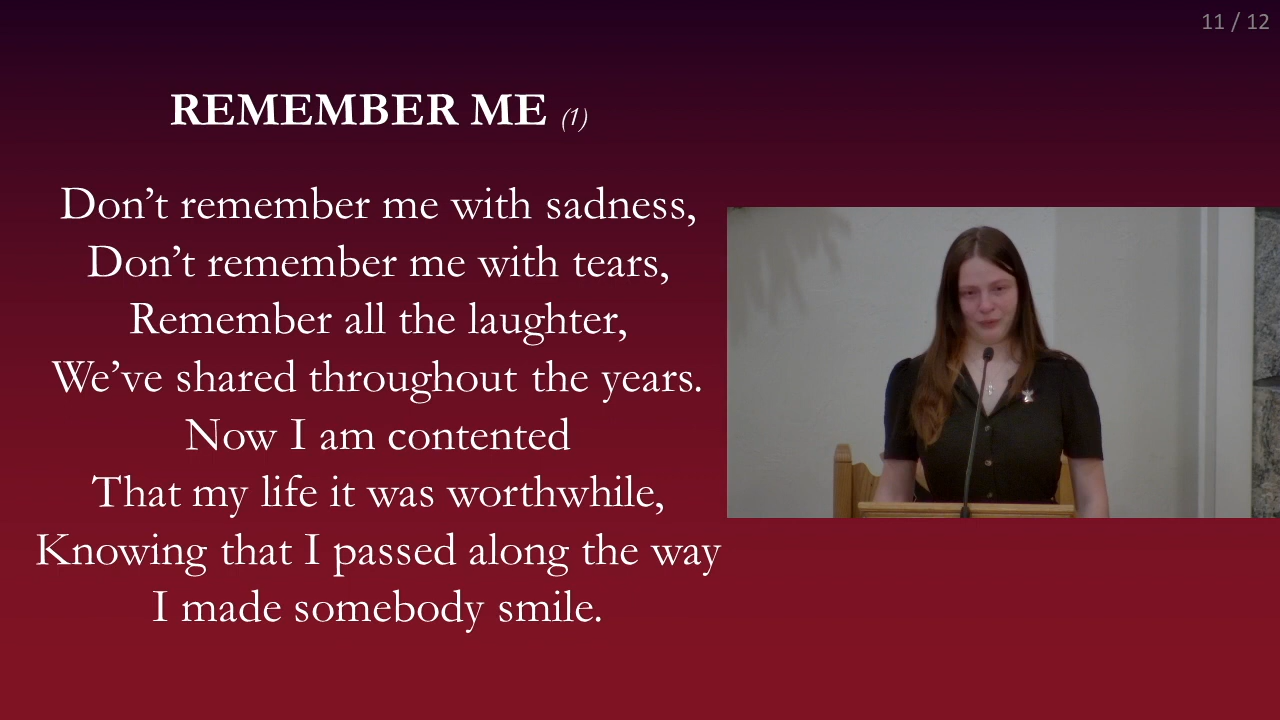 11 / 12
REMEMBER ME (1)
Don’t remember me with sadness,
Don’t remember me with tears,
Remember all the laughter,
We’ve shared throughout the years.
Now I am contented
That my life it was worthwhile,
Knowing that I passed along the way
I made somebody smile.